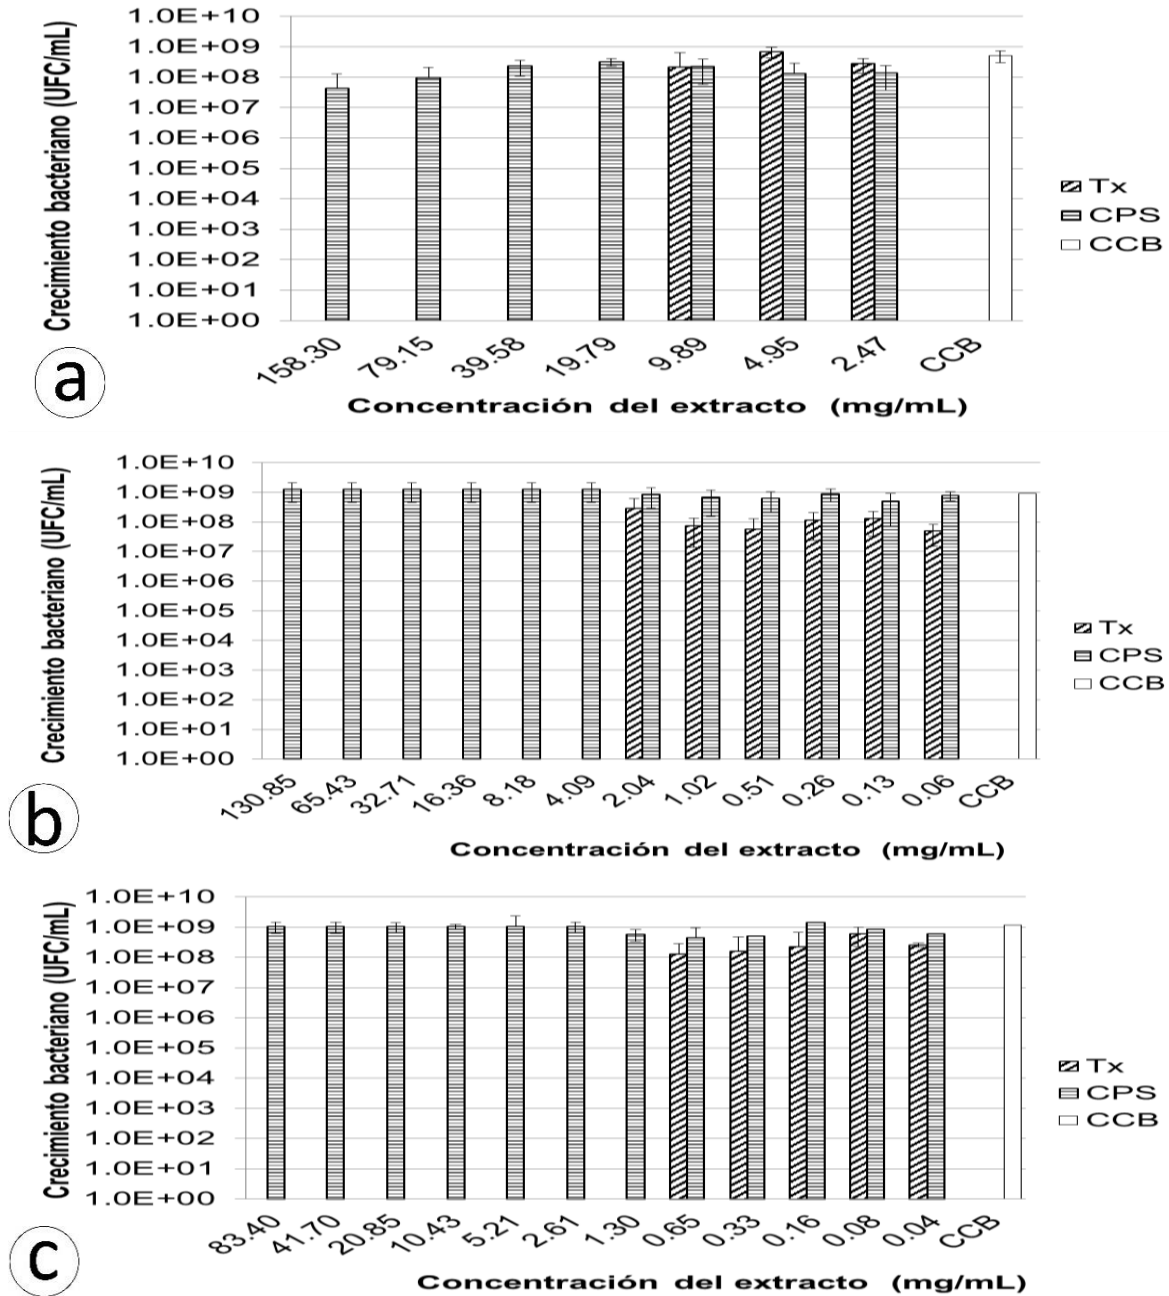 1.0E+10
1.0E+09
1.0E+08
1.0E+07
1.0E+06
1.0E+05
1.0E+04
1.0E+03
1.0E+02
1.0E+01
1.0E+00
Crecimiento bacteriano (UFC/mL)
158.30 79.15 39.58 19.79 9.89 4.95 2.47 CCB
Concentración del extracto (mg/mL)
Tx
CPS
CCB
a
1.0E+10
1.0E+09
1.0E+08
1.0E+07
1.0E+06
1.0E+05
1.0E+04
1.0E+03
1.0E+02
1.0E+01
1.0E+00
Crecimiento bacteriano (UFC/mL)
130.85 65.43 32.71 16.36 8.18 4.09 2.04 1.02 0.51 0.26 0.13 0.06 CCB
Concentración del extracto (mg/mL)
Tx
CPS
CCB
b
1.0E+10
1.0E+09
1.0E+08
1.0E+07
1.0E+06
1.0E+05
1.0E+04
1.0E+03
1.0E+02
1.0E+01
1.0E+00
Crecimiento bacteriano (UFC/mL)
83.40 41.70 20.85 10.43 5.21 2.61 1.30 0.65 0.33 0.16 0.08 0.04 CCB
Concentración del extracto (mg/mL)
Tx
CPS
CCB
c